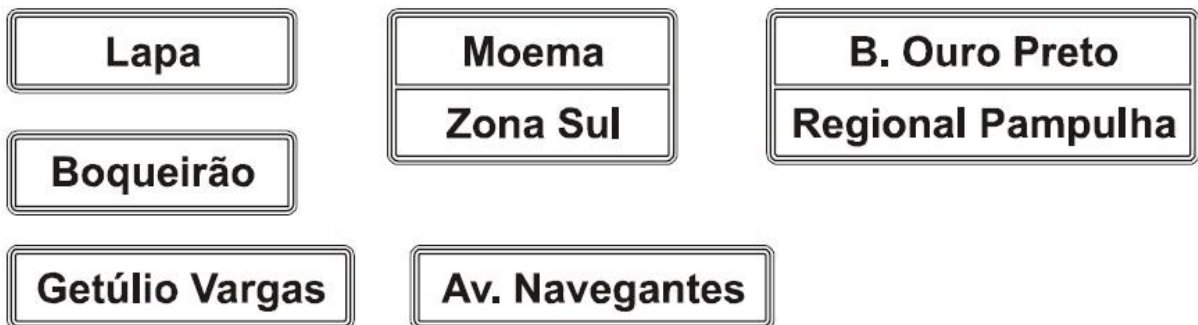 Lapa
Moema
Zona Sul
B. Ouro Preto
Regional Pampulha
Boqueirão
Getúlio Vargas
Av. Navegantes